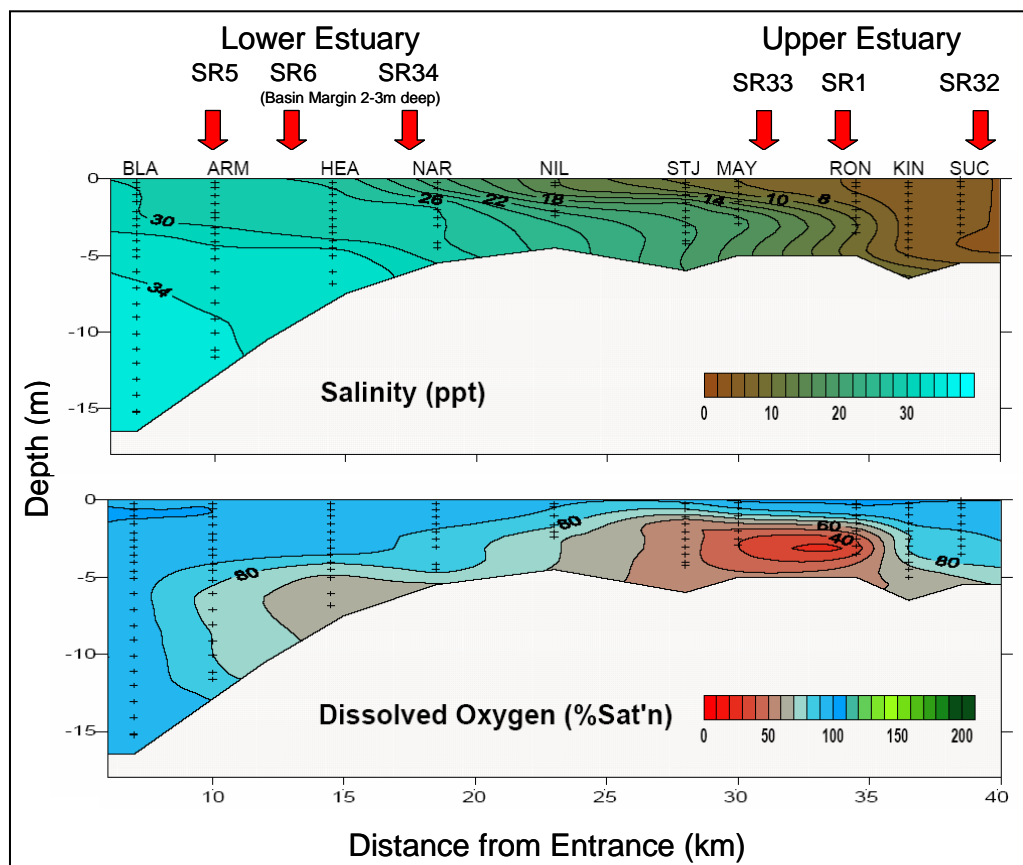 Lower Estuary Upper Estuary
SR5 SR6 SR34 SR33 SR1 SR32
(Basin Margin 2-3m deep)
BLA ARM HEA NAR NIL STJ MAY RON KIN SUC
0
-5
-10
-15
30
34
26
22
18
14
10
8
Salinity (ppt)
0 10 20 30
Depth (m)
0
-5
-10
-15
80
80
60
40
80
Dissolved Oxygen (%Sat'n)
0 50 100 150 200
10 15 20 25 30 35 40
Distance from Entrance (km)